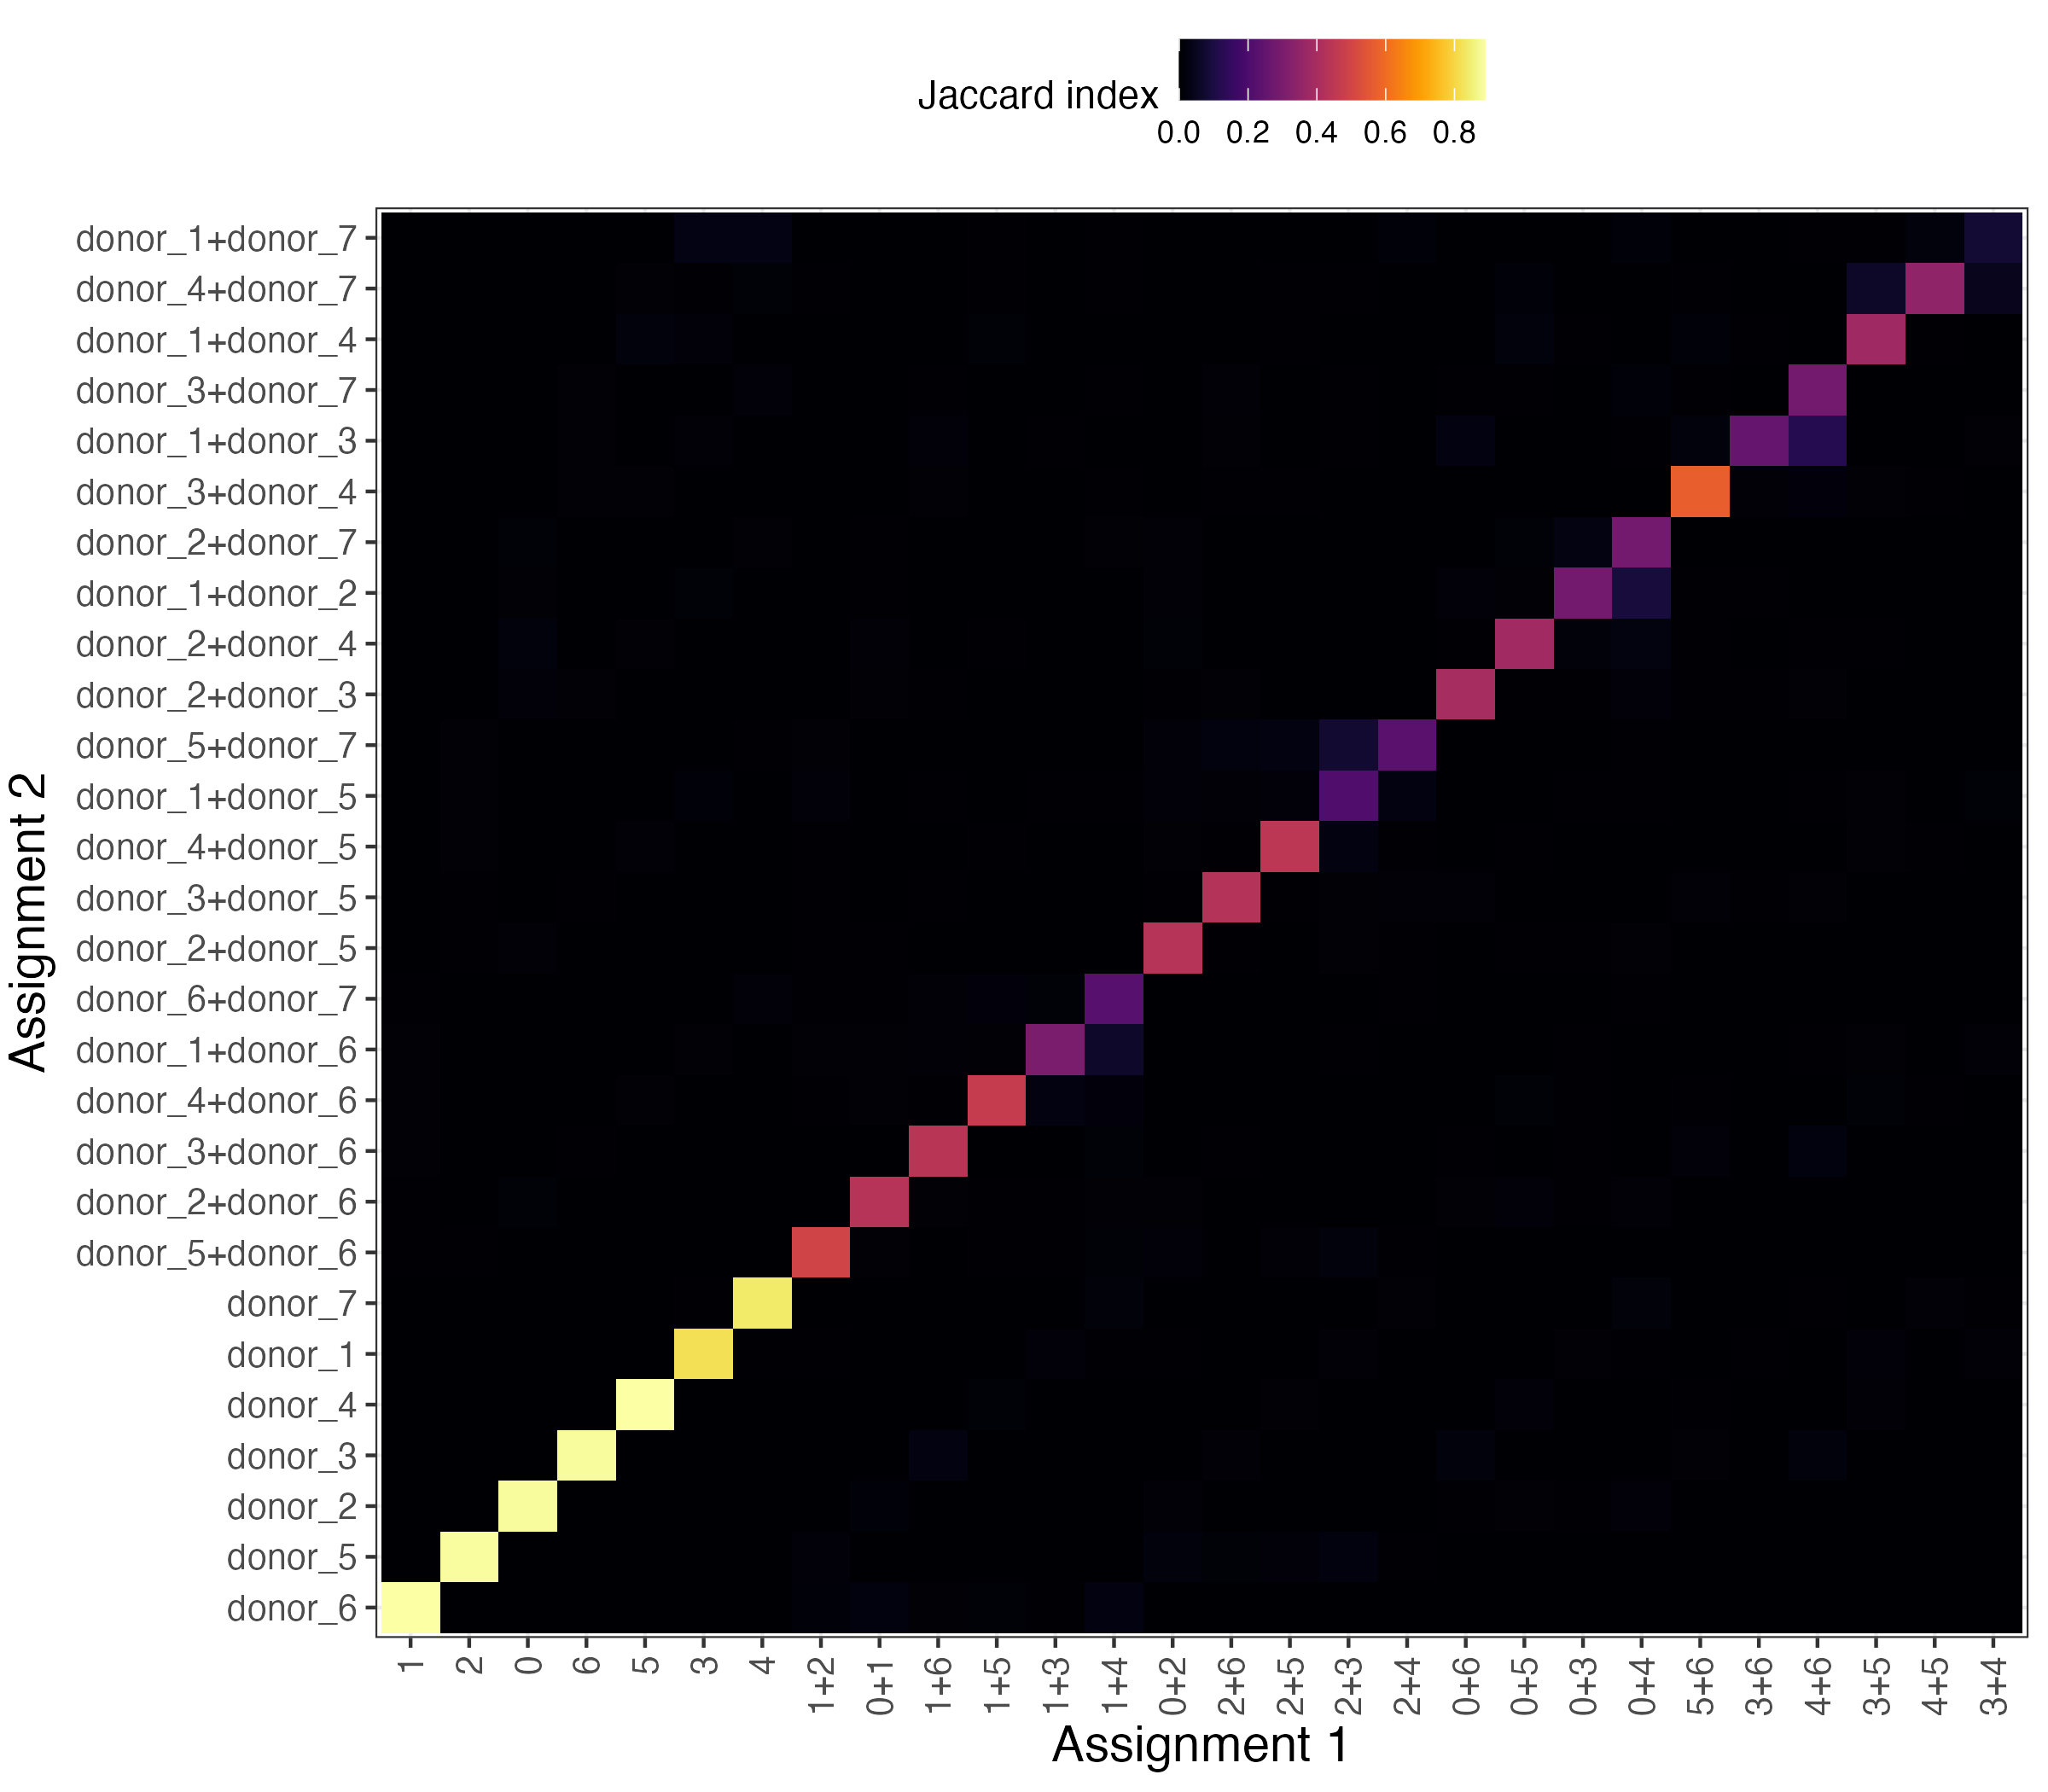 Jaccard index
0.0 0.2 0.4 0.6 0.8
Assignment 2
donor_1+donor_7
donor_4+donor_7
donor_1+donor_4
donor_3+donor_7
donor_1+donor_3
donor_3+donor_4
donor_2+donor_7
donor_1+donor_2
donor_2+donor_4
donor_2+donor_3
donor_5+donor_7
donor_1+donor_5
donor_4+donor_5
donor_3+donor_5
donor_2+donor_5
donor_6+donor_7
donor_1+donor_6
donor_4+donor_6
donor_3+donor_6
donor_2+donor_6
donor_5+donor_6
donor_7
donor_1
donor_4
donor_3
donor_2
donor_5
donor_6
1 2 0 6 5 3 4 1+2 0+1 1+6 1+5 1+3 1+4 0+2 2+6 2+5 2+3 2+4 0+6 0+5 0+3 0+4 5+6 3+6 4+6 3+5 4+5 3+4
Assignment 1